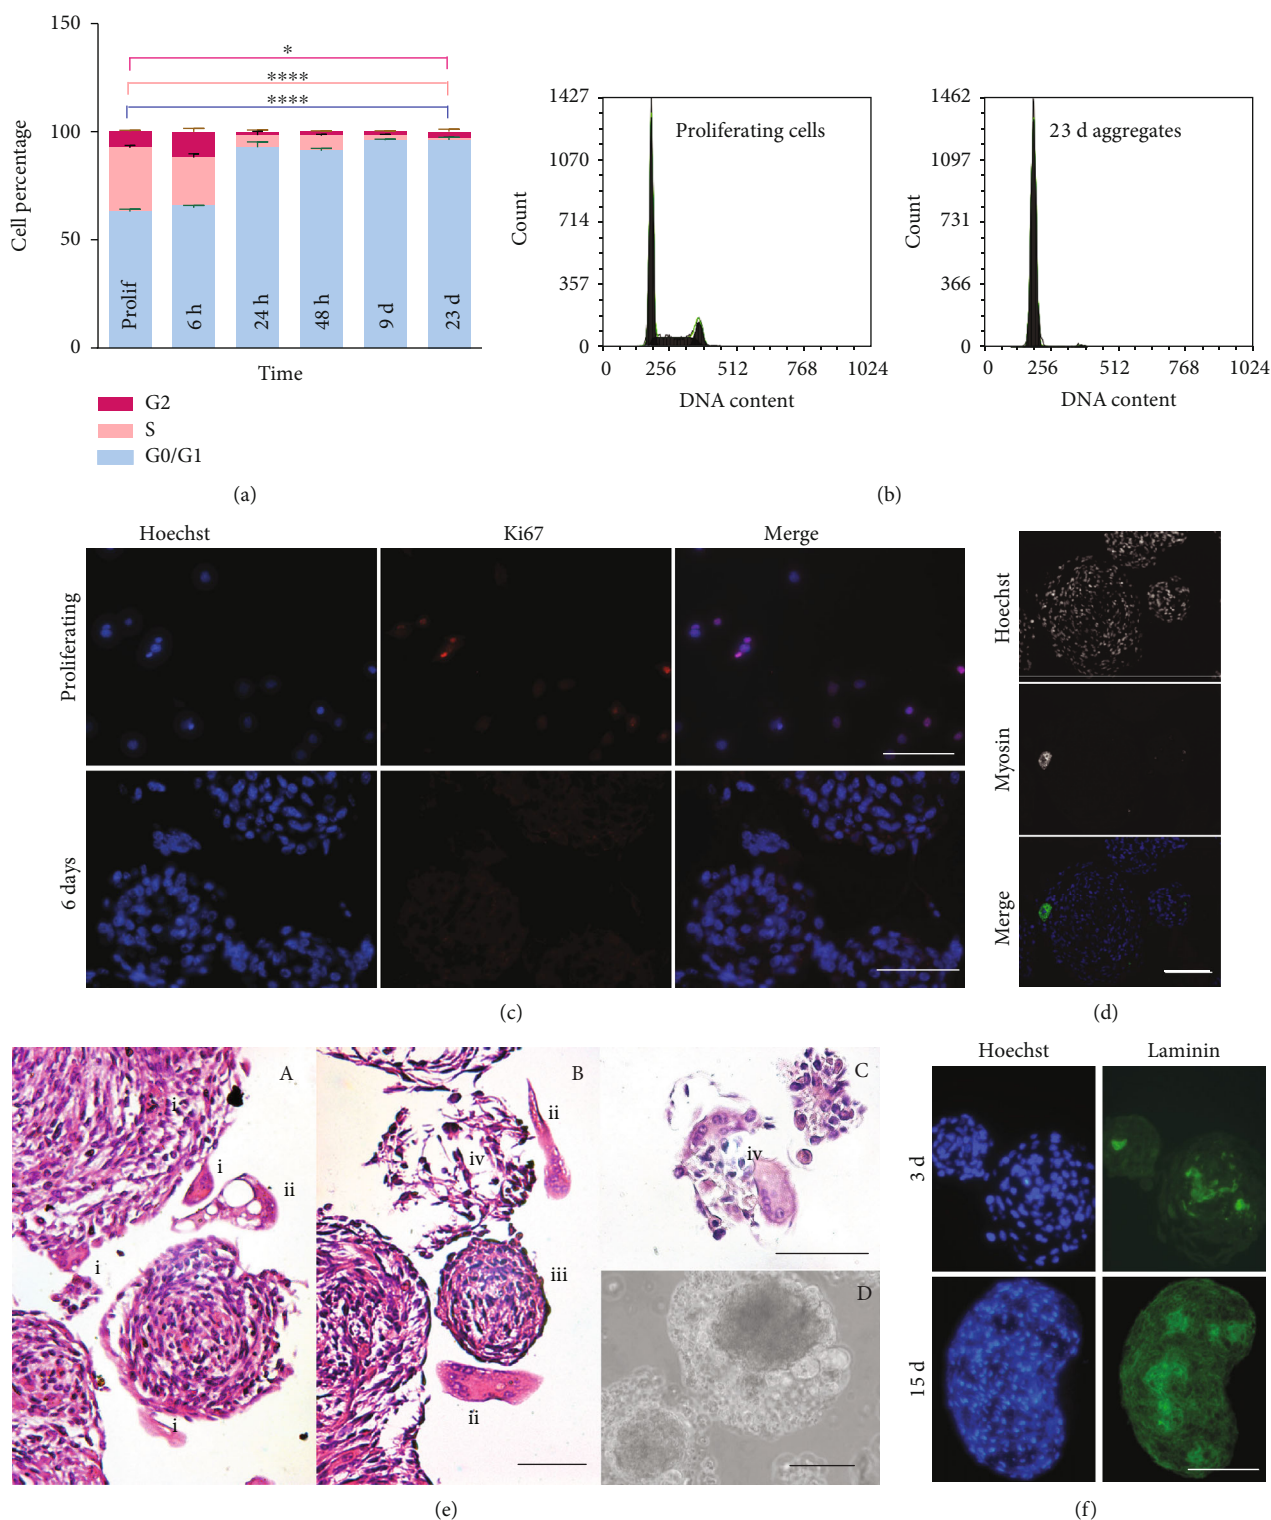 150
100
50
0
Cell percentage
*
****
****
Prolif
6 h
24 h
48 h
9 d
23 d
Time
G2
S
G0/G1
(a)
1427
1070
714
357
0
Count
Proliferating cells
0 256 512 768 1024
DNA content
1462
1097
731
366
0
Count
23 d aggregates
0 256 512 768 1024
DNA content
(b)
Hoechst Ki67 Merge
Proliferating
6 days
(c)
Hoechst
Myosin
Merge
(d)
A
i
i
ii
i
i
B
ii
iv
iii
ii
C
iv
D
(e)
Hoechst Laminin
3 d
15 d
(f)